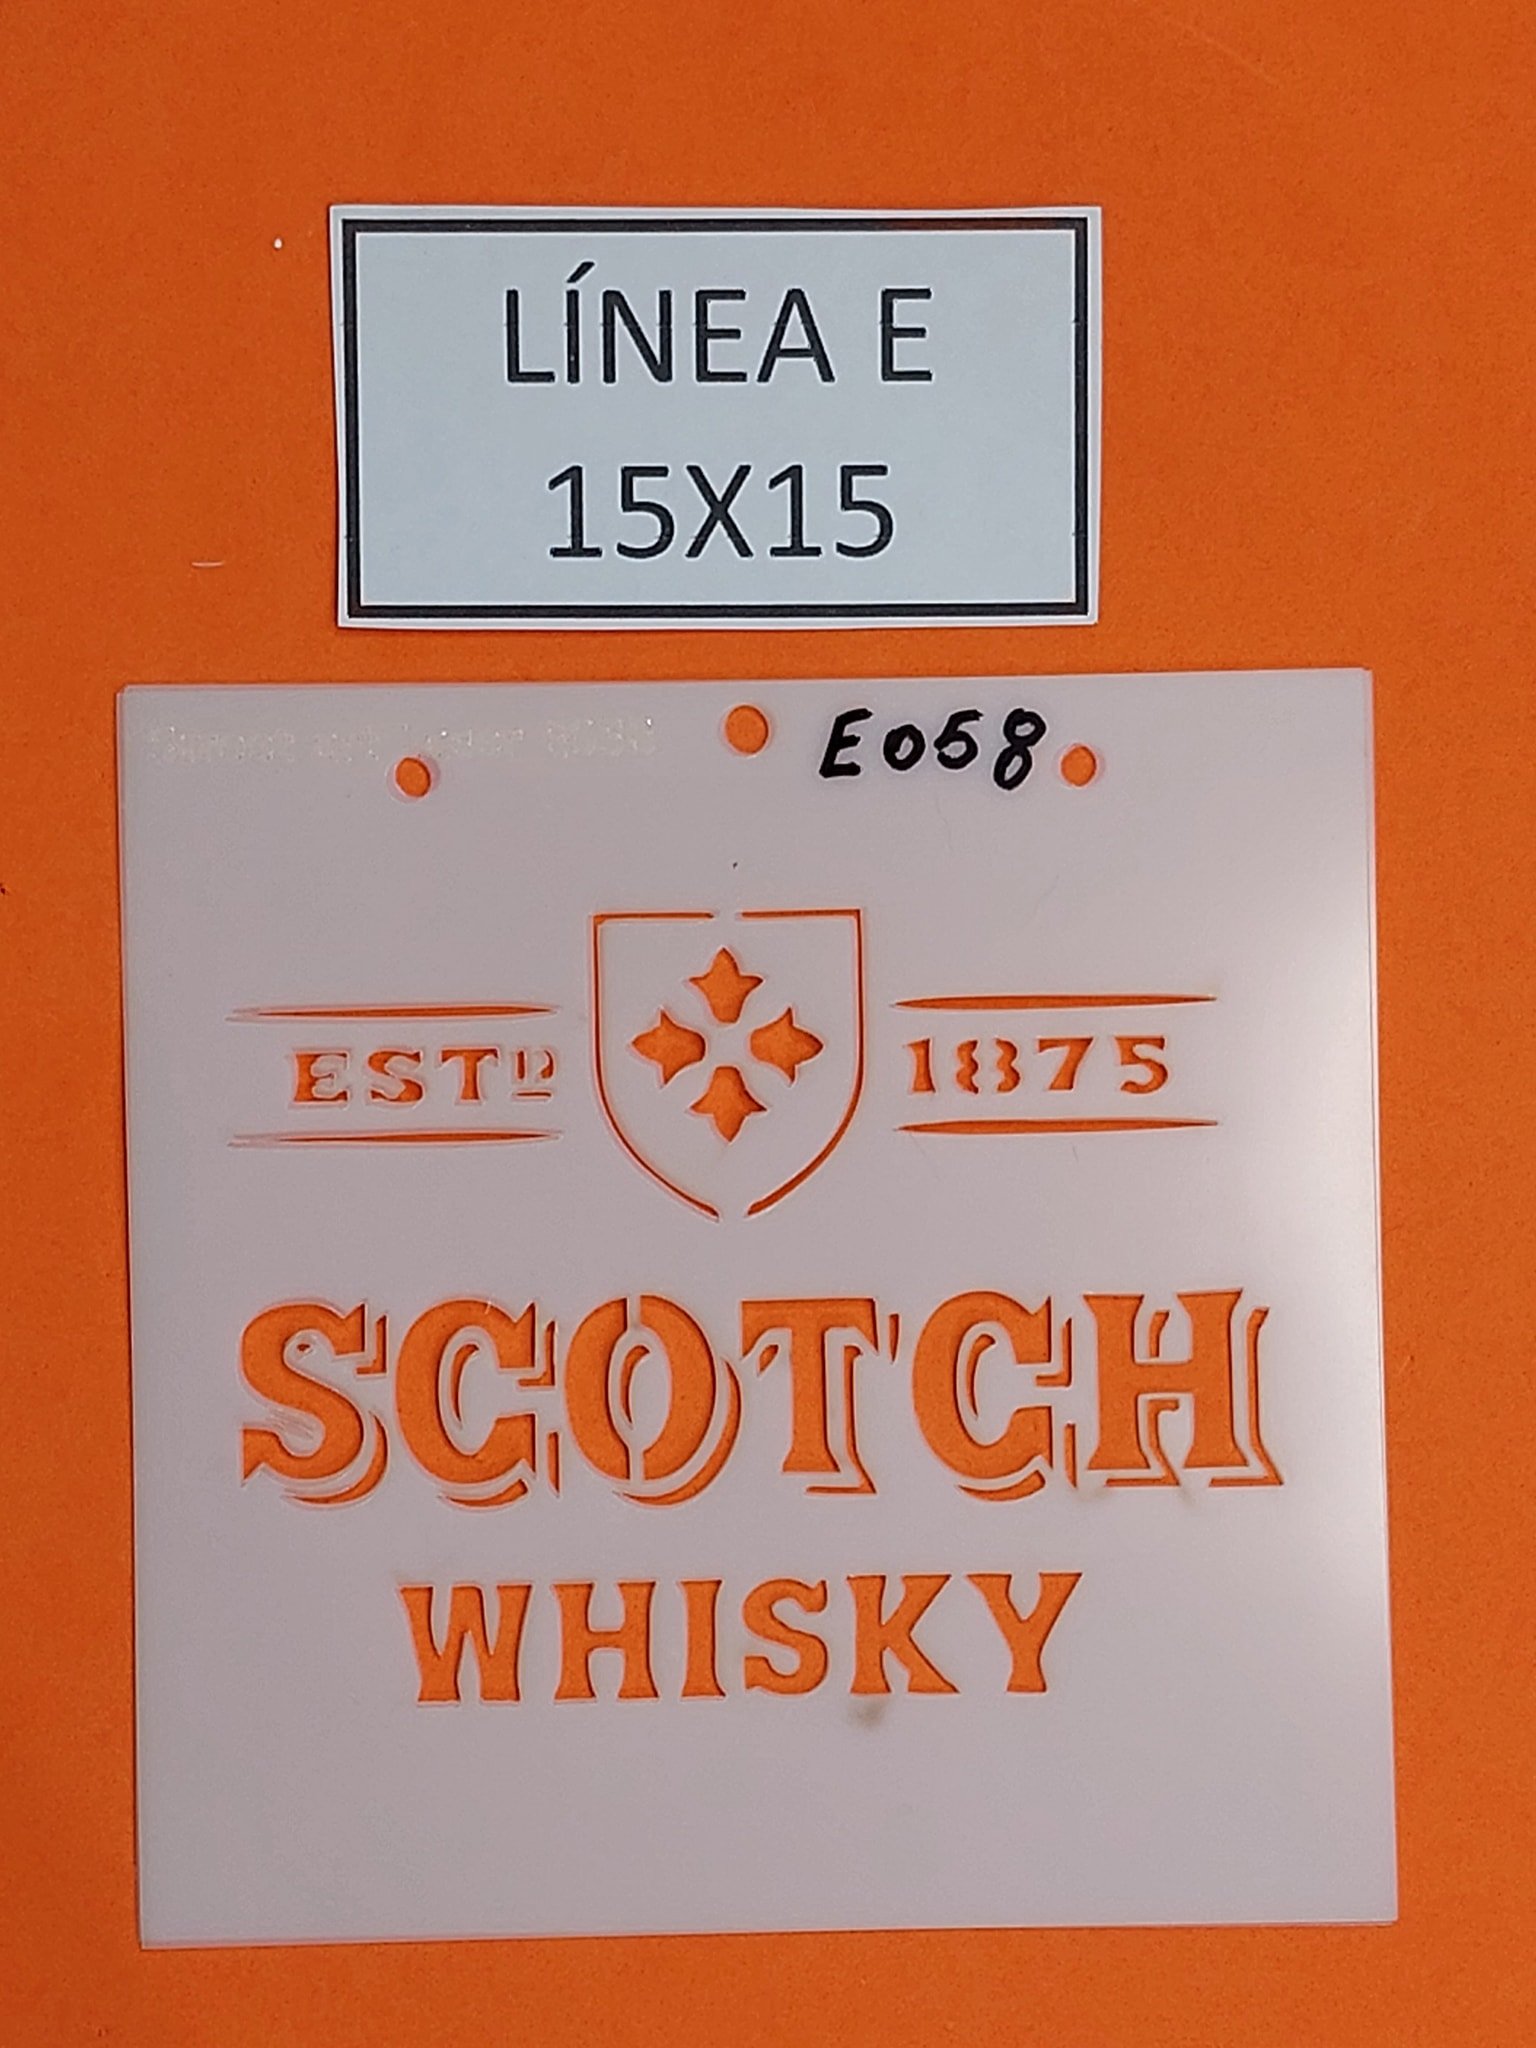 LÍNEA E
15X15
E058
ESTD 1875
SCOTCH
WHISKY